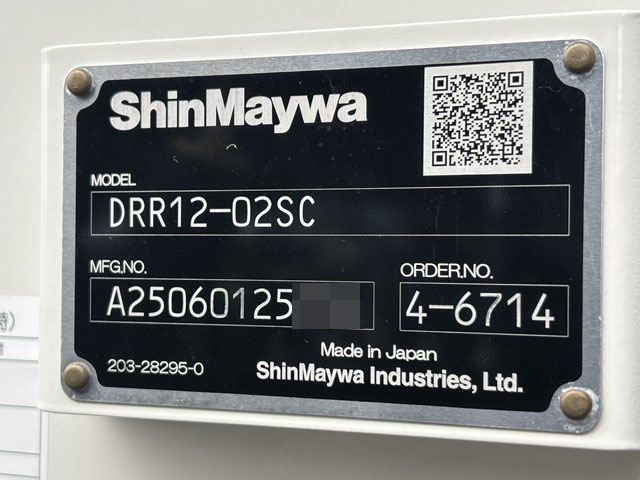 ShinMaywa
MODEL
DRR12-02SC
MFG.NO.
A25060125
ORDER.NO.
4-6714
203-28295-0
Made in Japan
ShinMaywa Industries, Ltd.